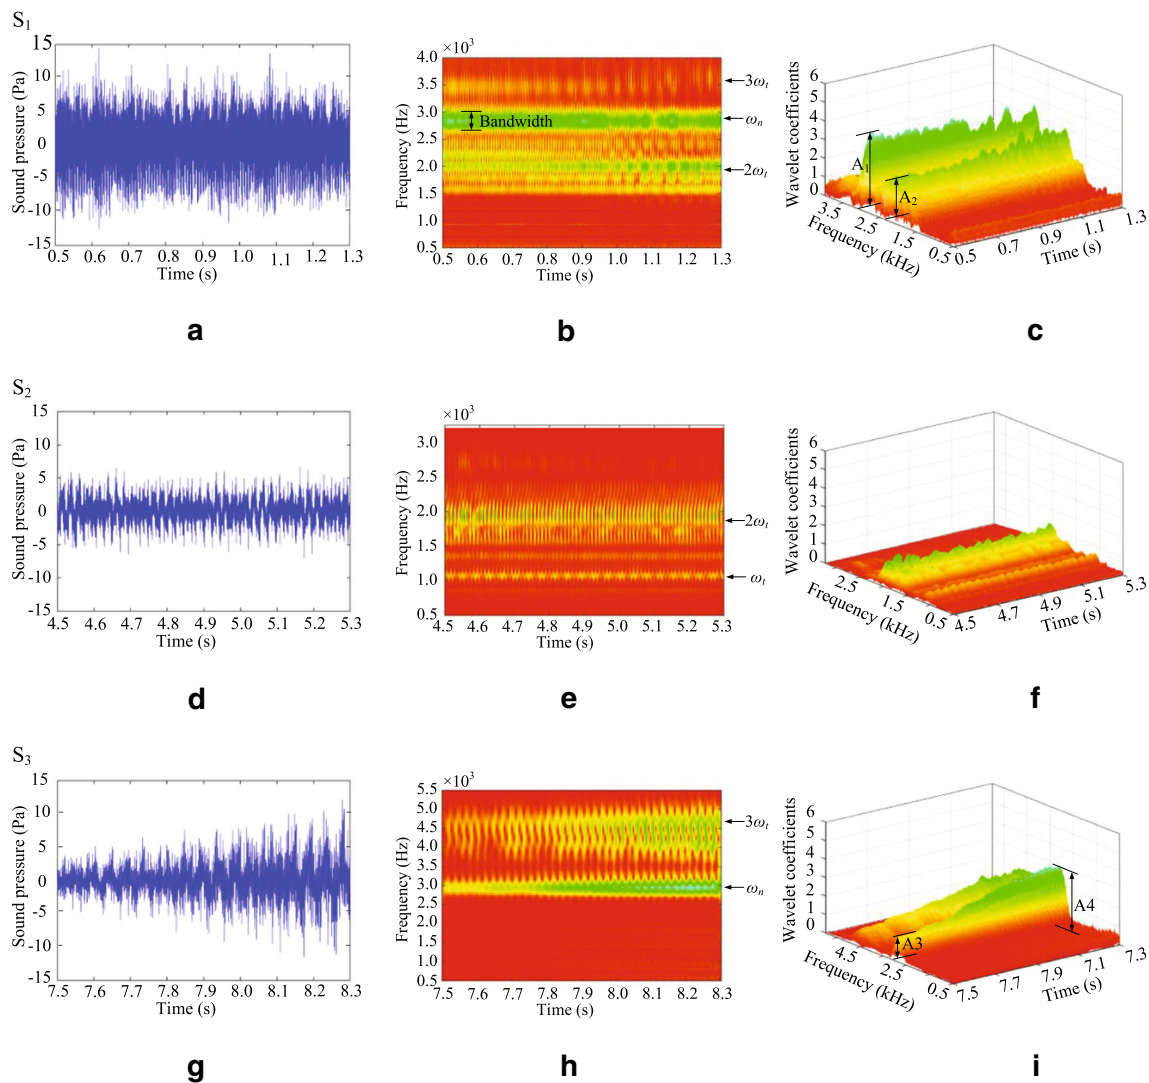 S1
Sound pressure (Pa)
15
10
5
0
-5
-10
-15
0.5 0.6 0.7 0.8 0.9 1.0 1.1 1.2 1.3
Time (s)
a
×10³
Frequency (Hz)
4.0
3.5
3.0
2.5
2.0
1.5
1.0
0.5
Bandwidth
3ωt
ωn
2ωt
0.5 0.6 0.7 0.8 0.9 1.0 1.1 1.2 1.3
Time (s)
b
Wavelet coefficients
6
5
4
3
2
1
0
A1
A2
3.5 2.5 1.5 0.5
Frequency (kHz)
0.5 0.7 0.9 1.1 1.3
Time (s)
c
S2
Sound pressure (Pa)
15
10
5
0
-5
-10
-15
4.5 4.6 4.7 4.8 4.9 5.0 5.1 5.2 5.3
Time (s)
d
×10³
Frequency (Hz)
3.0
2.5
2.0
1.5
1.0
0.5
2ωt
ωt
4.5 4.6 4.7 4.8 4.9 5.0 5.1 5.2 5.3
Time (s)
e
Wavelet coefficients
6
5
4
3
2
1
0
2.5 1.5 0.5
Frequency (kHz)
4.5 4.7 4.9 5.1 5.3
Time (s)
f
S3
Sound pressure (Pa)
15
10
5
0
-5
-10
-15
7.5 7.6 7.7 7.8 7.9 8.0 8.1 8.2 8.3
Time (s)
g
×10³
Frequency (Hz)
5.5
5.0
4.5
4.0
3.5
3.0
2.5
2.0
1.5
1.0
0.5
3ωt
ωn
7.5 7.6 7.7 7.8 7.9 8.0 8.1 8.2 8.3
Time (s)
h
Wavelet coefficients
6
5
4
3
2
1
0
A3
A4
4.5 2.5 0.5
Frequency (kHz)
7.5 7.7 7.9 7.1 7.3
Time (s)
i